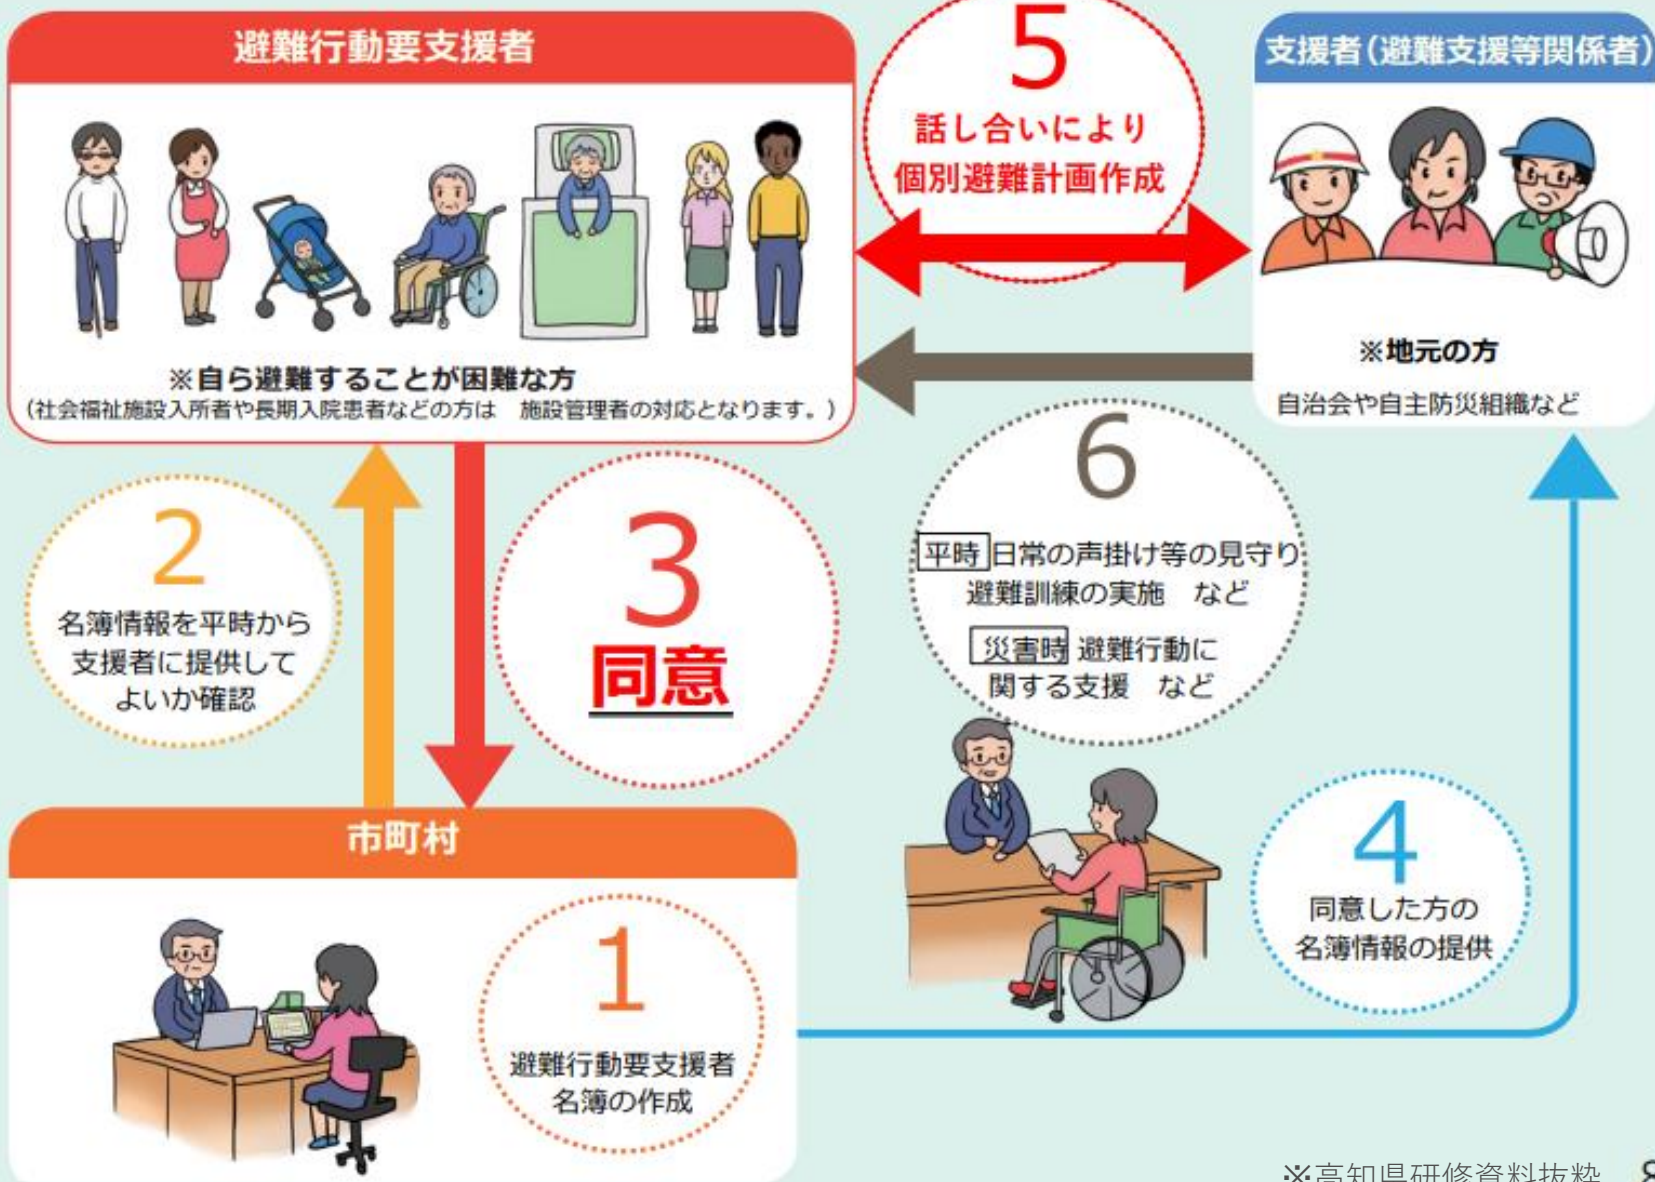 避難行動要支援者
※自ら避難することが困難な方
(社会福祉施設入所者や長期入院患者などの方は 施設管理者の対応となります。)
5
話し合いにより
個別避難計画作成
支援者(避難支援等関係者)
※地元の方
自治会や自主防災組織など
2
名簿情報を平時から
支援者に提供して
よいか確認
3
同意
6
平時 日常の声掛け等の見守り
避難訓練の実施 など
災害時 避難行動に
関する支援 など
市町村
1
避難行動要支援者
名簿の作成
4
同意した方の
名簿情報の提供
※高知県研修資料抜粋